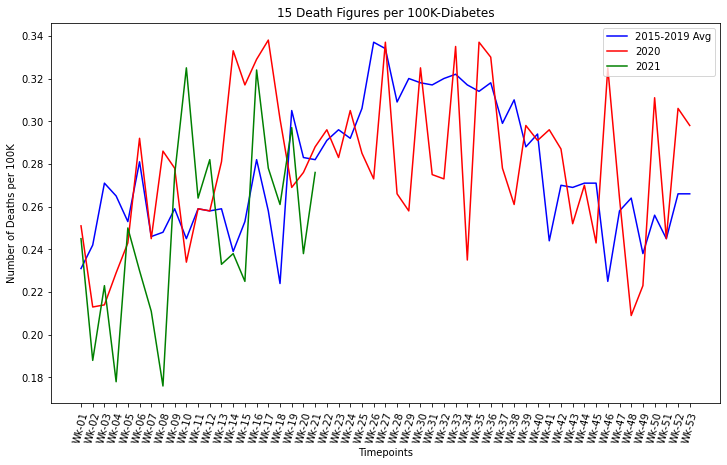 15 Death Figures per 100K-Diabetes
Number of Deaths per 100K
0.34
0.32
0.30
0.28
0.26
0.24
0.22
0.20
0.18
2015-2019 Avg
2020
2021
Wk-01
Wk-02
Wk-03
Wk-04
Wk-05
Wk-06
Wk-07
Wk-08
Wk-09
Wk-10
Wk-11
Wk-12
Wk-13
Wk-14
Wk-15
Wk-16
Wk-17
Wk-18
Wk-19
Wk-20
Wk-21
Wk-22
Wk-23
Wk-24
Wk-25
Wk-26
Wk-27
Wk-28
Wk-29
Wk-30
Wk-31
Wk-32
Wk-33
Wk-34
Wk-35
Wk-36
Wk-37
Wk-38
Wk-39
Wk-40
Wk-41
Wk-42
Wk-43
Wk-44
Wk-45
Wk-46
Wk-47
Wk-48
Wk-49
Wk-50
Wk-51
Wk-52
Wk-53
Timepoints